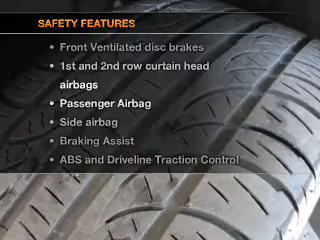 SAFETY FEATURES
• Front Ventilated disc brakes
• 1st and 2nd row curtain head
airbags
• Passenger Airbag
• Side airbag
• Braking Assist
• ABS and Driveline Traction Control